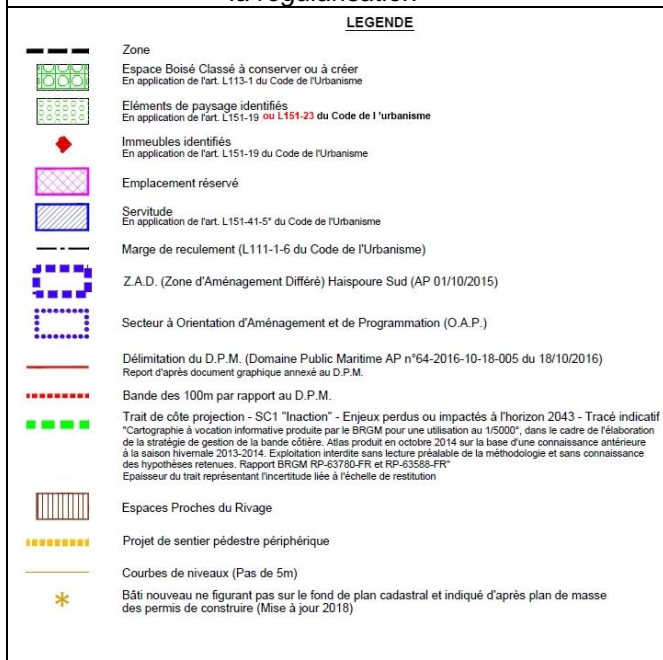 la régularisation
LEGENDE
Zone
Espace Boisé Classé à conserver ou à créer
En application de l'art. L113-1 du Code de l'Urbanisme
Eléments de paysage identifiés
En application de l'art. L151-19 ou L151-23 du Code de l 'urbanisme
Immeubles identifiés
En application de l'art. L151-19 du Code de l'Urbanisme
Emplacement réservé
Servitude
En application de l'art. L151-41-5° du Code de l'Urbanisme
Marge de reculement (L111-1-6 du Code de l'Urbanisme)
Z.A.D. (Zone d'Aménagement Différé) Haispoure Sud (AP 01/10/2015)
Secteur à Orientation d'Aménagement et de Programmation (O.A.P.)
Délimitation du D.P.M. (Domaine Public Maritime AP n°64-2016-10-18-005 du 18/10/2016)
Report d'après document graphique annexé au D.P.M.
Bande des 100m par rapport au D.P.M.
Trait de côte projection - SC1 "Inaction" - Enjeux perdus ou impactés à l'horizon 2043 - Tracé indicatif
"Cartographie à vocation informative produite par le BRGM pour une utilisation au 1/5000°, dans le cadre de l'élaboration
de la stratégie de gestion de la bande côtière. Atlas produit en octobre 2014 sur la base d'une connaissance antérieure
à la saison hivernale 2013-2014. Exploitation interdite sans lecture préalable de la méthodologie et sans connaissance
des hypothèses retenues. Rapport BRGM RP-63780-FR et RP-63588-FR"
Epaisseur du trait représentant l'incertitude liée à l'échelle de restitution
Espaces Proches du Rivage
Projet de sentier pédestre périphérique
Courbes de niveaux (Pas de 5m)
Bâti nouveau ne figurant pas sur le fond de plan cadastral et indiqué d'après plan de masse
des permis de construire (Mise à jour 2018)